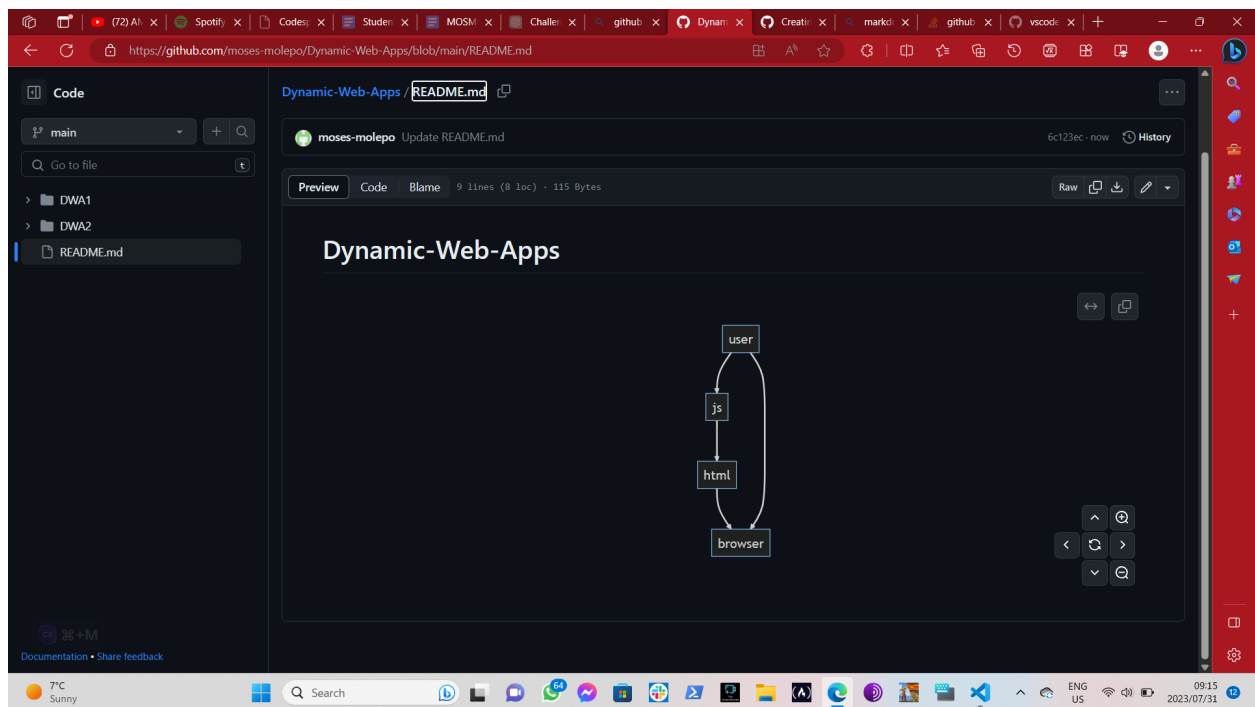 (72) Al
Spotify
Codesp
Studen
MOSM
Challen
github
Dynam
Creatin
markdo
github
vscode
https://github.com/moses-molepo/Dynamic-Web-Apps/blob/main/README.md
Code
Dynamic-Web-Apps / README.md
main
moses-molepo Update README.md
6c123ec · now History
Go to file t
Preview Code Blame 9 lines (8 loc) · 115 Bytes
Raw
DWA1
DWA2
README.md
Dynamic-Web-Apps
user
js
html
browser
⌘+M
Documentation • Share feedback
7°C
Sunny
Search
64
ENG
US
09:15
2023/07/31
12